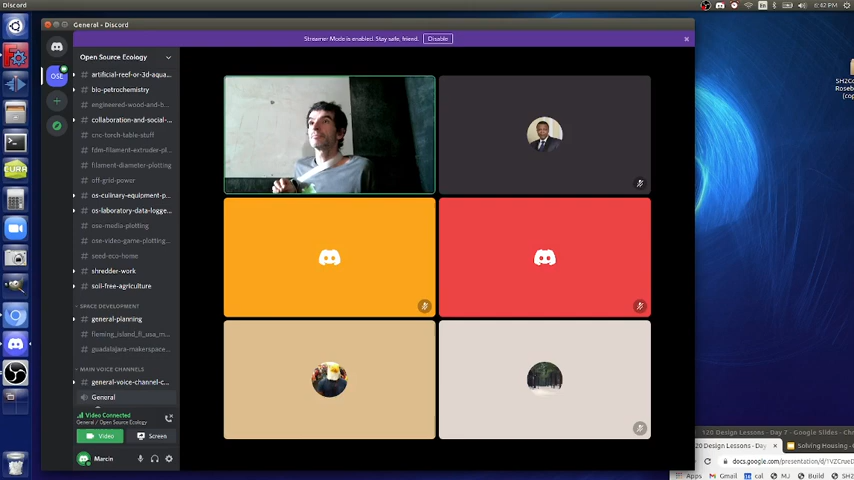 Discord
6:42 PM
General - Discord
Streamer Mode is enabled. Stay safe, friend. Disable
Open Source Ecology
OSE
artificial-reef-or-3d-aqua...
bio-petrochemistry
engineered-wood-and-b...
collaboration-and-social-...
cnc-torch-table-stuff
fdm-filament-extruder-pl...
filament-diameter-plotting
off-grid-power
os-culinary-equipment-p...
os-laboratory-data-logge...
ose-media-plotting
ose-video-game-plotting...
seed-eco-home
shredder-work
soil-free-agriculture
SPACE DEVELOPMENT
general-planning
fleming_island_fl_usa_m...
guadalajara-makerspace...
MAIN VOICE CHANNELS
general-voice-channel-c...
General
Video Connected
General / Open Source Ecology
Video Screen
Marcin
CURA
120 Design Lessons - Day 7 - Google Slides - Ch
120 Design Lessons - Day
Solving Housing - G
docs.google.com/presentation/d/1VZCrueD
Apps Gmail cal MJ Build SH2